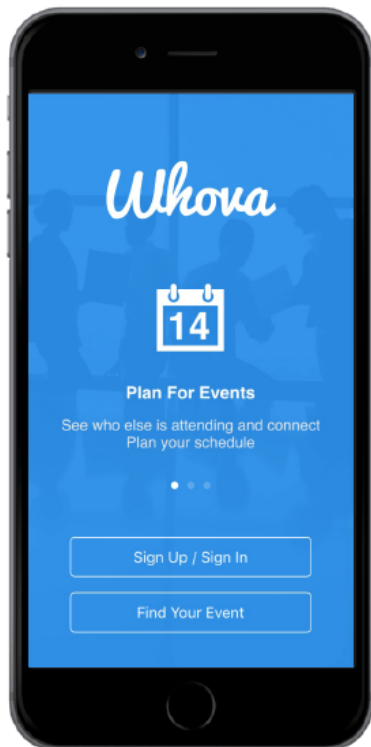 Whova
14
Plan For Events
See who else is attending and connect
Plan your schedule
Sign Up / Sign In
Find Your Event